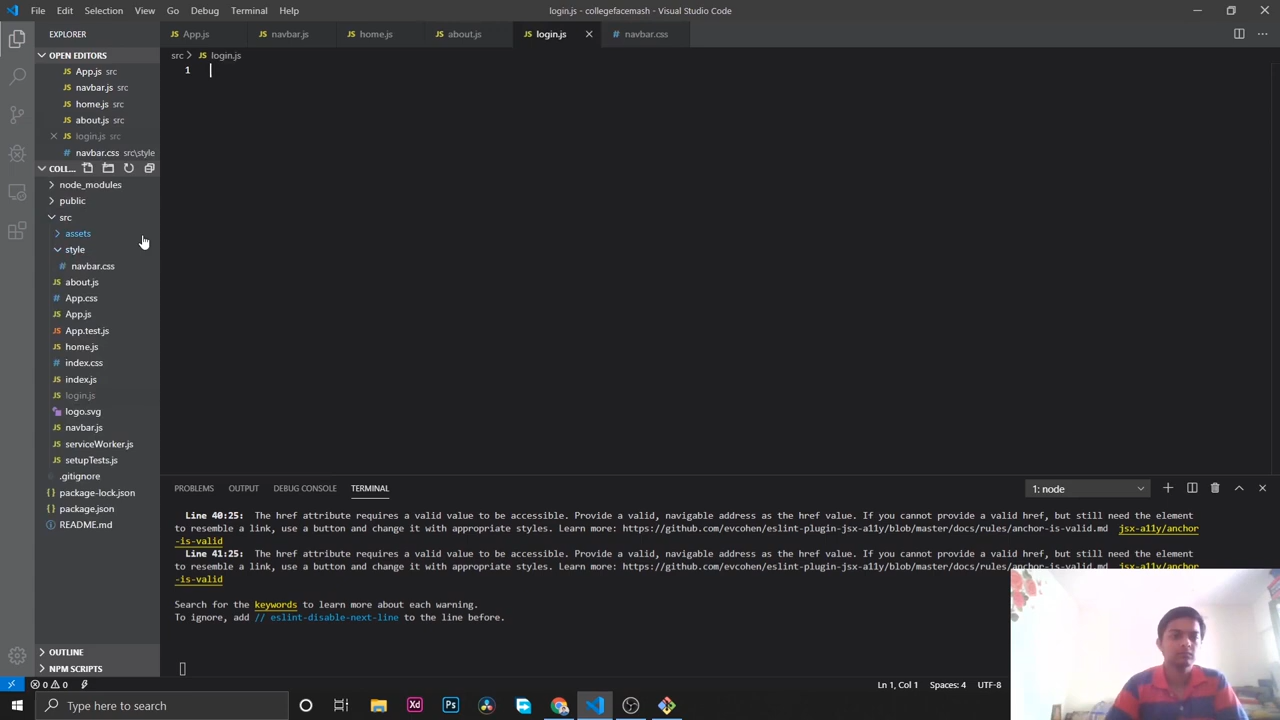 File Edit Selection View Go Debug Terminal Help
login.js - collegefacemash - Visual Studio Code
EXPLORER
App.js navbar.js home.js about.js login.js navbar.css
OPEN EDITORS
src login.js
1
App.js src
navbar.js src
home.js src
about.js src
login.js src
navbar.css src\style
COLL...
node_modules
public
src
assets
style
navbar.css
about.js
App.css
App.js
App.test.js
home.js
index.css
index.js
login.js
logo.svg
navbar.js
serviceWorker.js
setupTests.js
.gitignore
package-lock.json
package.json
README.md
OUTLINE
NPM SCRIPTS
PROBLEMS OUTPUT DEBUG CONSOLE TERMINAL
1: node
Line 40:25: The href attribute requires a valid value to be accessible. Provide a valid, navigable address as the href value. If you cannot provide a valid href, but still need the element
to resemble a link, use a button and change it with appropriate styles. Learn more: https://github.com/evcohen/eslint-plugin-jsx-a11y/blob/master/docs/rules/anchor-is-valid.md jsx-a11y/anchor
-is-valid
Line 41:25: The href attribute requires a valid value to be accessible. Provide a valid, navigable address as the href value. If you cannot provide a valid href, but still need the element
to resemble a link, use a button and change it with appropriate styles. Learn more: https://github.com/evcohen/eslint-plugin-jsx-a11y/blob/master/docs/rules/anchor-is-valid.md jsx-a11y/anchor
-is-valid
Search for the keywords to learn more about each warning.
To ignore, add // eslint-disable-next-line to the line before.
0 0
Ln 1, Col 1 Spaces: 4 UTF-8
Type here to search
Xd Ps